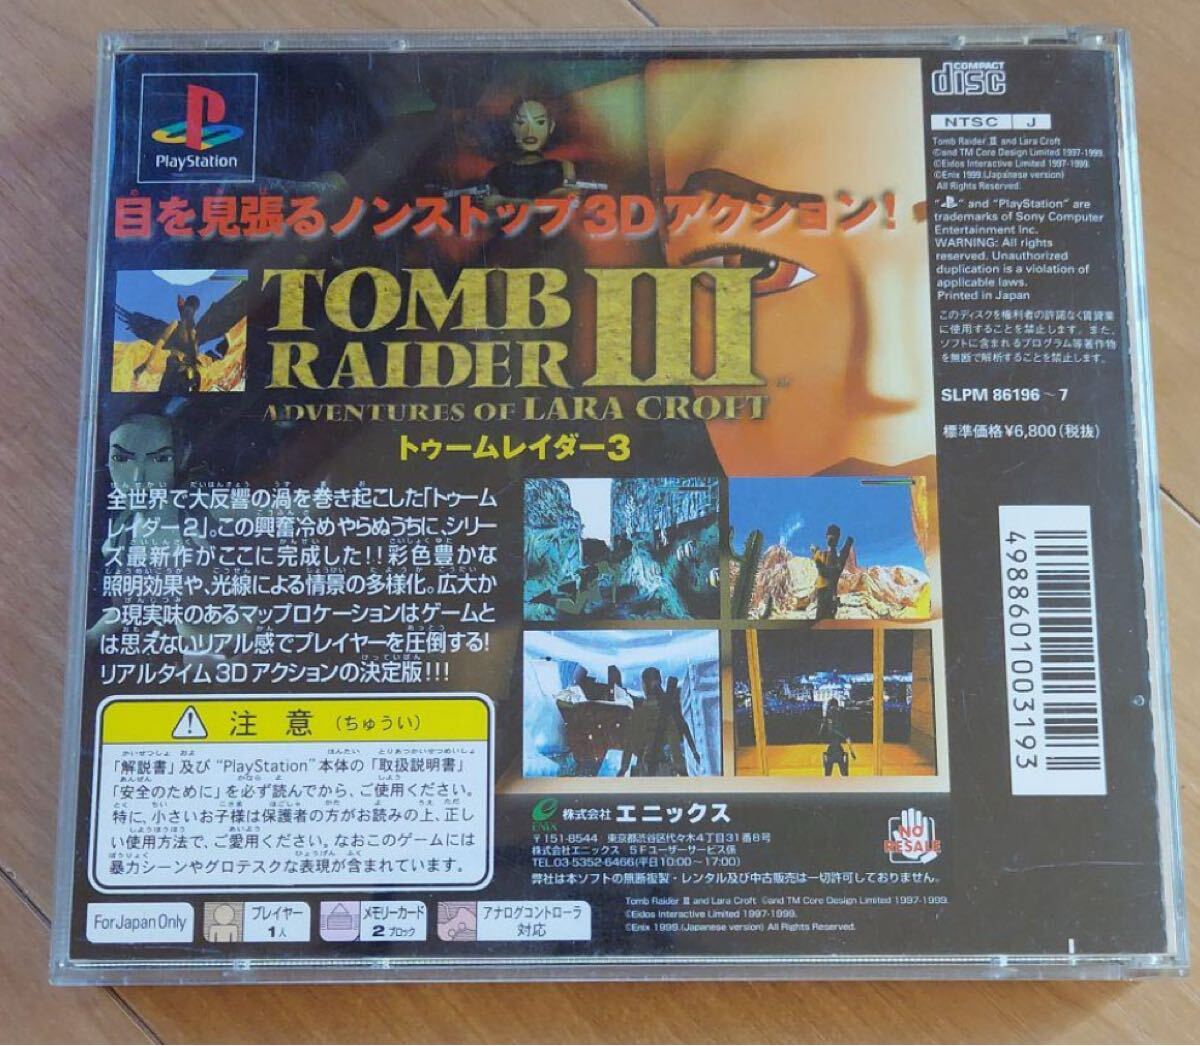 PlayStation
目を見張るノンストップ3Dアクション!
TOMB
RAIDER III
ADVENTURES OF LARA CROFT
トゥームレイダー3
全世界で大反響の渦を巻き起こした「トゥーム
レイダー2」。この興奮冷めやらぬうちに、シリー
ズ最新作がここに完成した!!彩色豊かな
照明効果や、光線による情景の多様化。広大か
つ現実味のあるマップロケーションはゲームと
は思えないリアル感でプレイヤーを圧倒する!
リアルタイム3Dアクションの決定版!!!
注意(ちゅうい)
「解説書」及び"PlayStation"本体の「取扱説明書」
「安全のために」を必ず読んでから、ご使用ください。
特に、小さいお子様は保護者の方がお読みの上、正し
い使用方法で、ご愛用ください。なおこのゲームには
暴力シーンやグロテスクな表現が含まれています。
For Japan Only
プレイヤー
1人
メモリーカード
2ブロック
アナログコントローラ
対応
ENIX
株式会社エニックス
〒151-8544 東京都渋谷区代々木4丁目31番8号
株式会社エニックス 5Fユーザーサービス係
TEL.03-5352-6466(平日10:00〜17:00)
弊社は本ソフトの無断複製・レンタル及び中古販売は一切許可しておりません。
NO
RESALE
Tomb Raider III and Lara Croft ©and TM Core Design Limited 1997-1999.
©Eidos Interactive Limited 1997-1999.
©Enix 1999.(Japanese version) All Rights Reserved.
COMPACT
disc
NTSC J
Tomb Raider III and Lara Croft
©and TM Core Design Limited 1997-1999.
©Eidos Interactive Limited 1997-1999.
©Enix 1999.(Japanese version)
All Rights Reserved.
" " and "PlayStation" are
trademarks of Sony Computer
Entertainment Inc.
WARNING: All rights
reserved. Unauthorized
duplication is a violation of
applicable laws.
Printed in Japan
このディスクを権利者の許諾なく賃貸業
に使用することを禁止します。また、
ソフトに含まれるプログラム等著作物
を無断で解析することを禁止します。
SLPM 86196〜7
標準価格¥6,800(税抜)
4988601003193